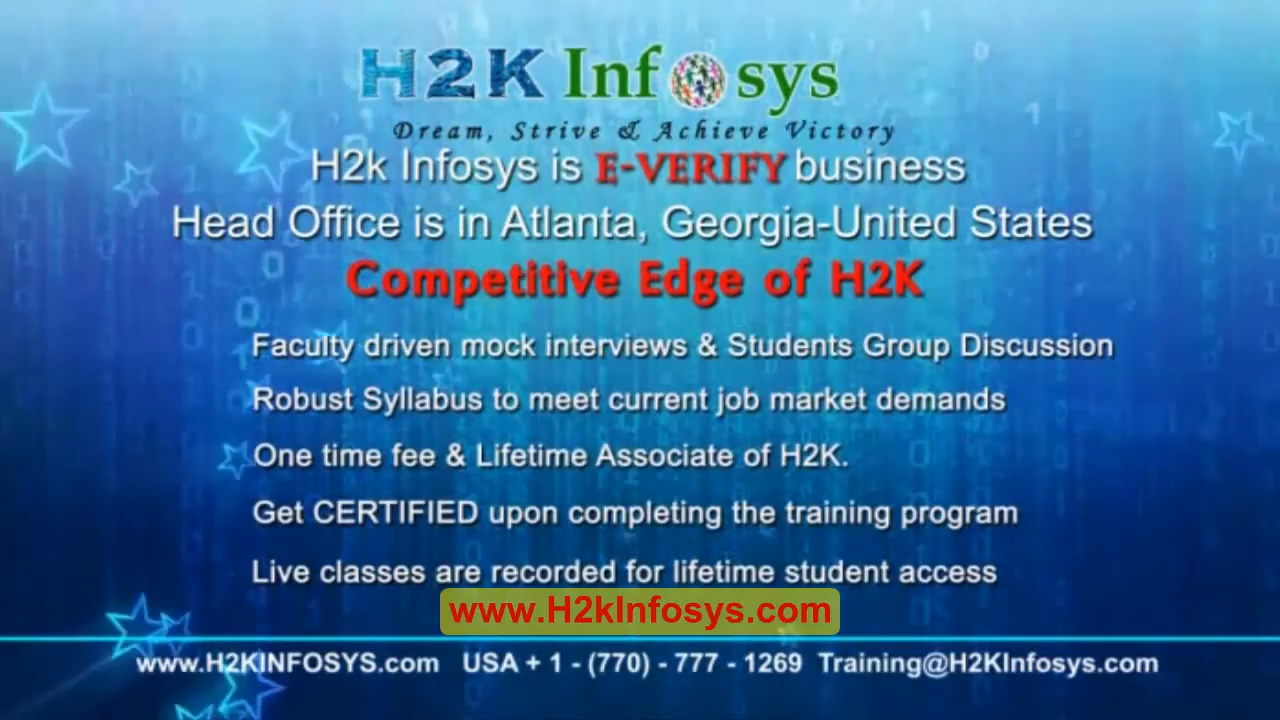 H2K Infosys
Dream, Strive & Achieve Victory
H2k Infosys is E-VERIFY business
Head Office is in Atlanta, Georgia-United States
Competitive Edge of H2K
Faculty driven mock interviews & Students Group Discussion
Robust Syllabus to meet current job market demands
One time fee & Lifetime Associate of H2K.
Get CERTIFIED upon completing the training program
Live classes are recorded for lifetime student access
www.H2kInfosys.com
www.H2KINFOSYS.com USA + 1 - (770) - 777 - 1269 Training@H2KInfosys.com